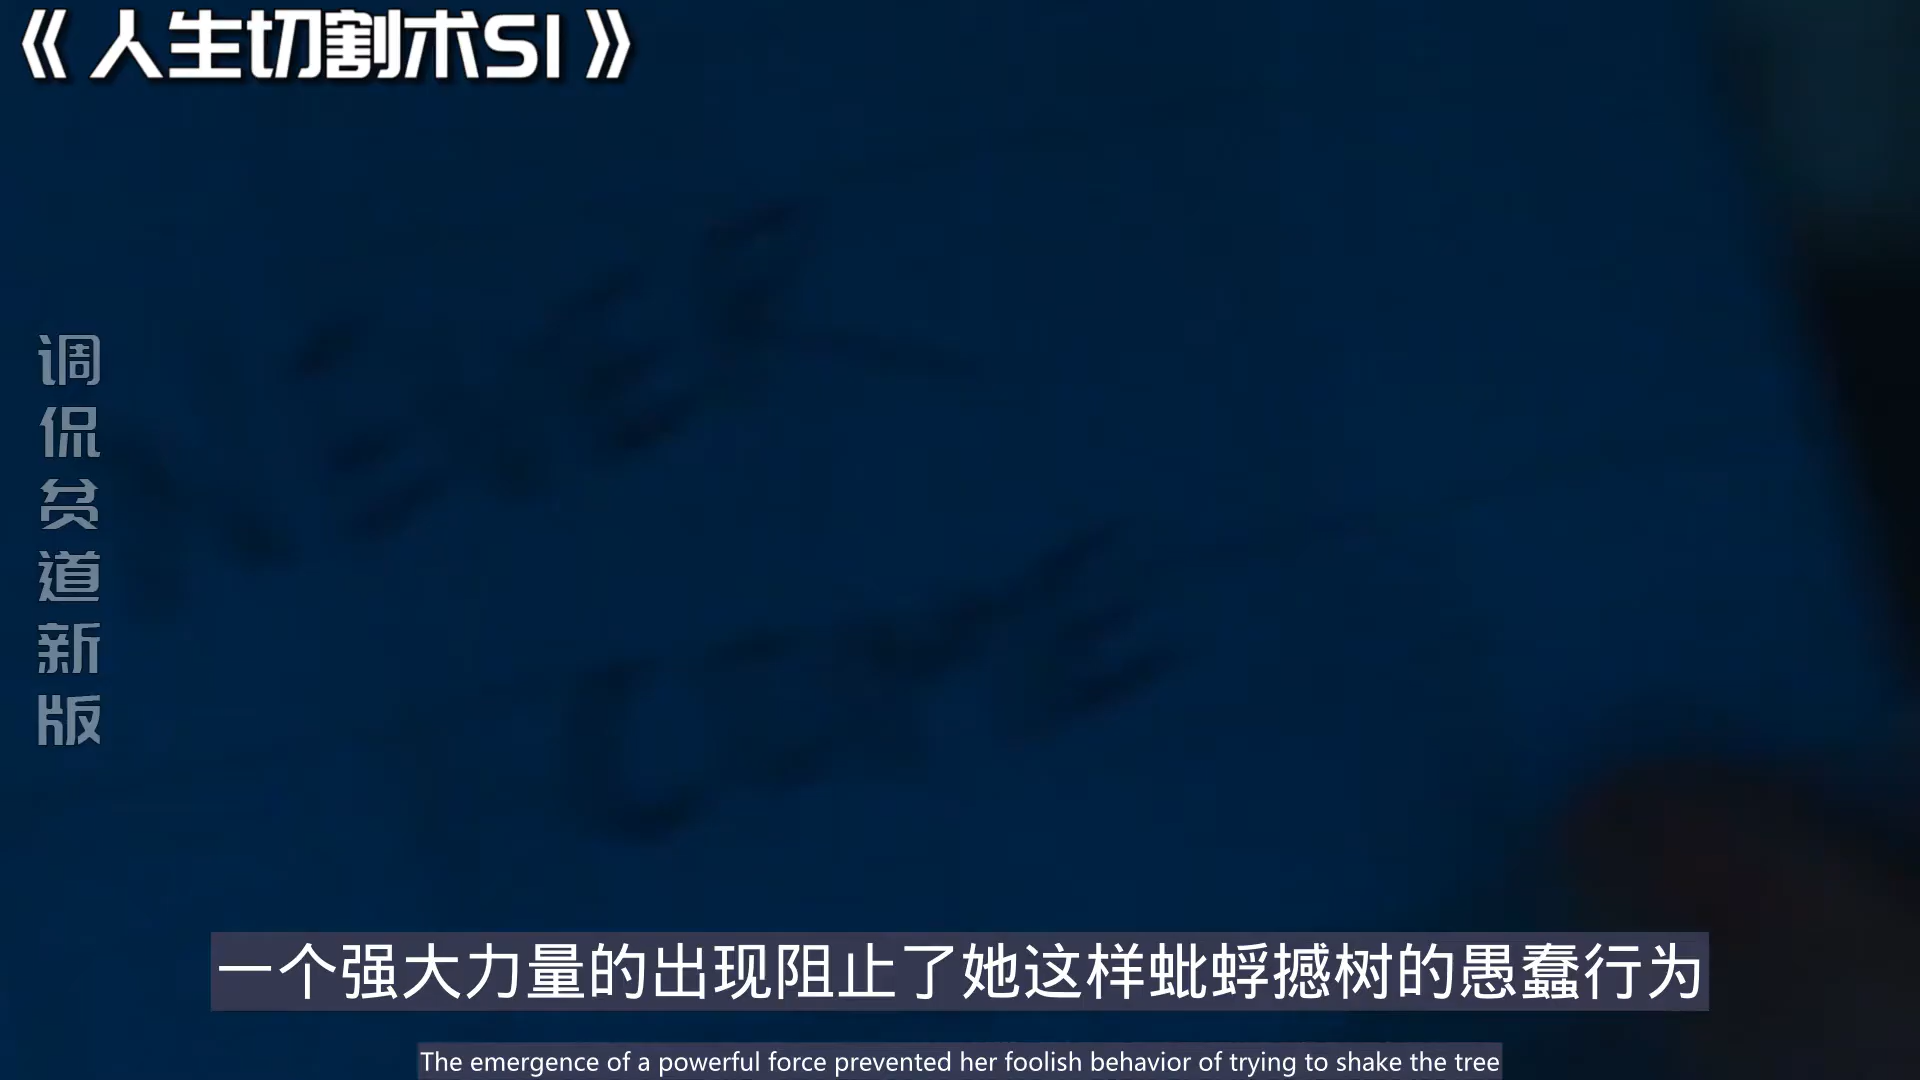 《人生切割术S1》
调侃贫道新版
一个强大力量的出现阻止了她这样蚍蜉撼树的愚蠢行为
The emergence of a powerful force prevented her foolish behavior of trying to shake the tree